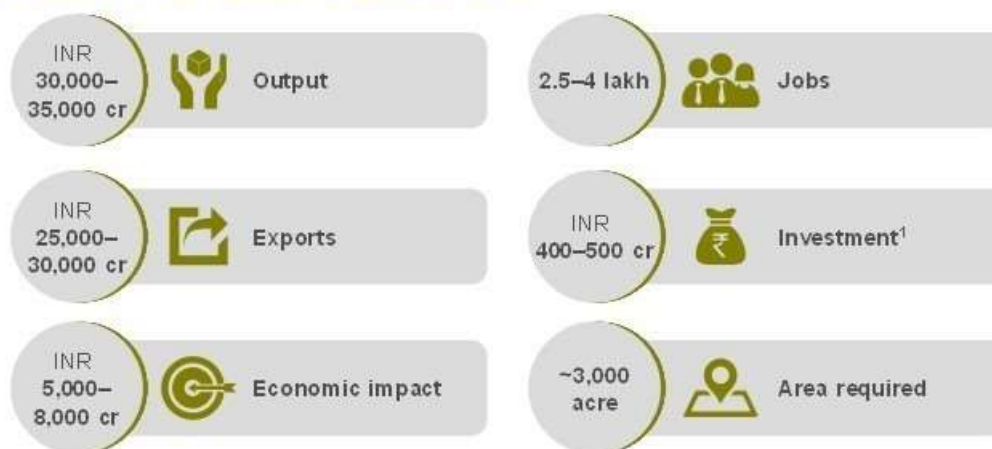 INR
30,000–
35,000 cr
Output
2.5–4 lakh
Jobs
INR
25,000–
30,000 cr
Exports
INR
400–500 cr
₹
Investment¹
INR
5,000–
8,000 cr
Economic impact
~3,000
acre
Area required